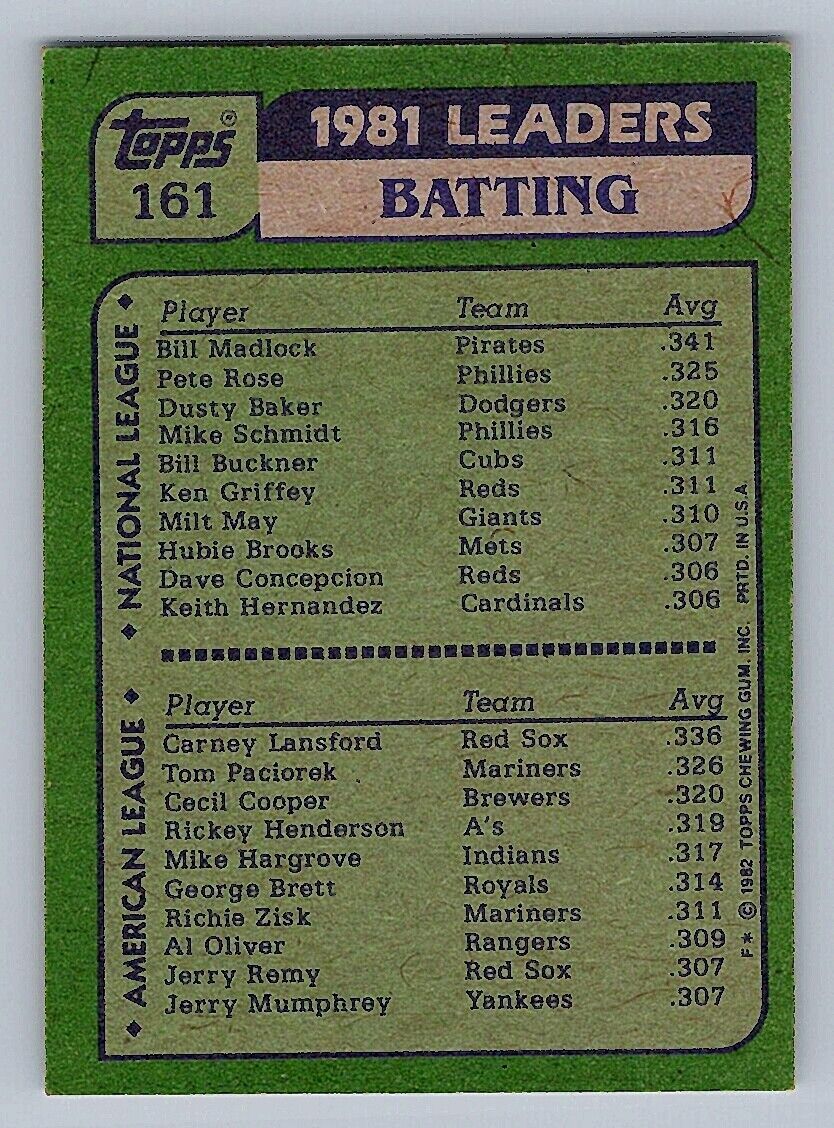 Topps®
161
1981 LEADERS
BATTING
◆ NATIONAL LEAGUE ◆
Player Team Avg
Bill Madlock Pirates .341
Pete Rose Phillies .325
Dusty Baker Dodgers .320
Mike Schmidt Phillies .316
Bill Buckner Cubs .311
Ken Griffey Reds .311
Milt May Giants .310
Hubie Brooks Mets .307
Dave Concepcion Reds .306
Keith Hernandez Cardinals .306
◆ AMERICAN LEAGUE ◆
Player Team Avg
Carney Lansford Red Sox .336
Tom Paciorek Mariners .326
Cecil Cooper Brewers .320
Rickey Henderson A's .319
Mike Hargrove Indians .317
George Brett Royals .314
Richie Zisk Mariners .311
Al Oliver Rangers .309
Jerry Remy Red Sox .307
Jerry Mumphrey Yankees .307
F* © 1982 TOPPS CHEWING GUM, INC. PRTD. IN U.S.A.